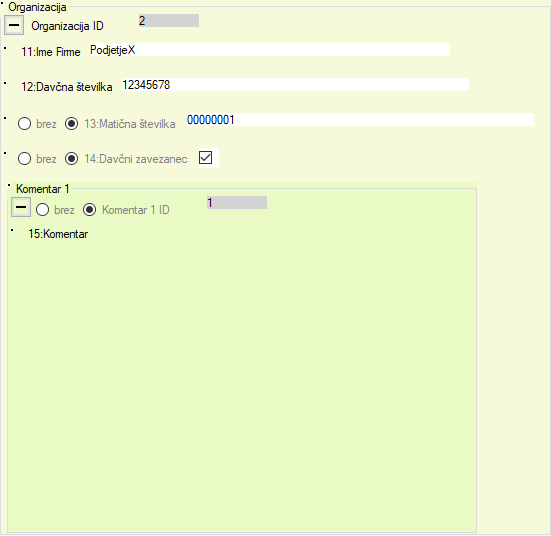 Organizacija
Organizacija ID 2
11:Ime Firme PodjetjeX
12:Davčna številka 12345678
brez 13:Matična številka 00000001
brez 14:Davčni zavezanec
Komentar 1
brez Komentar 1 ID 1
15:Komentar